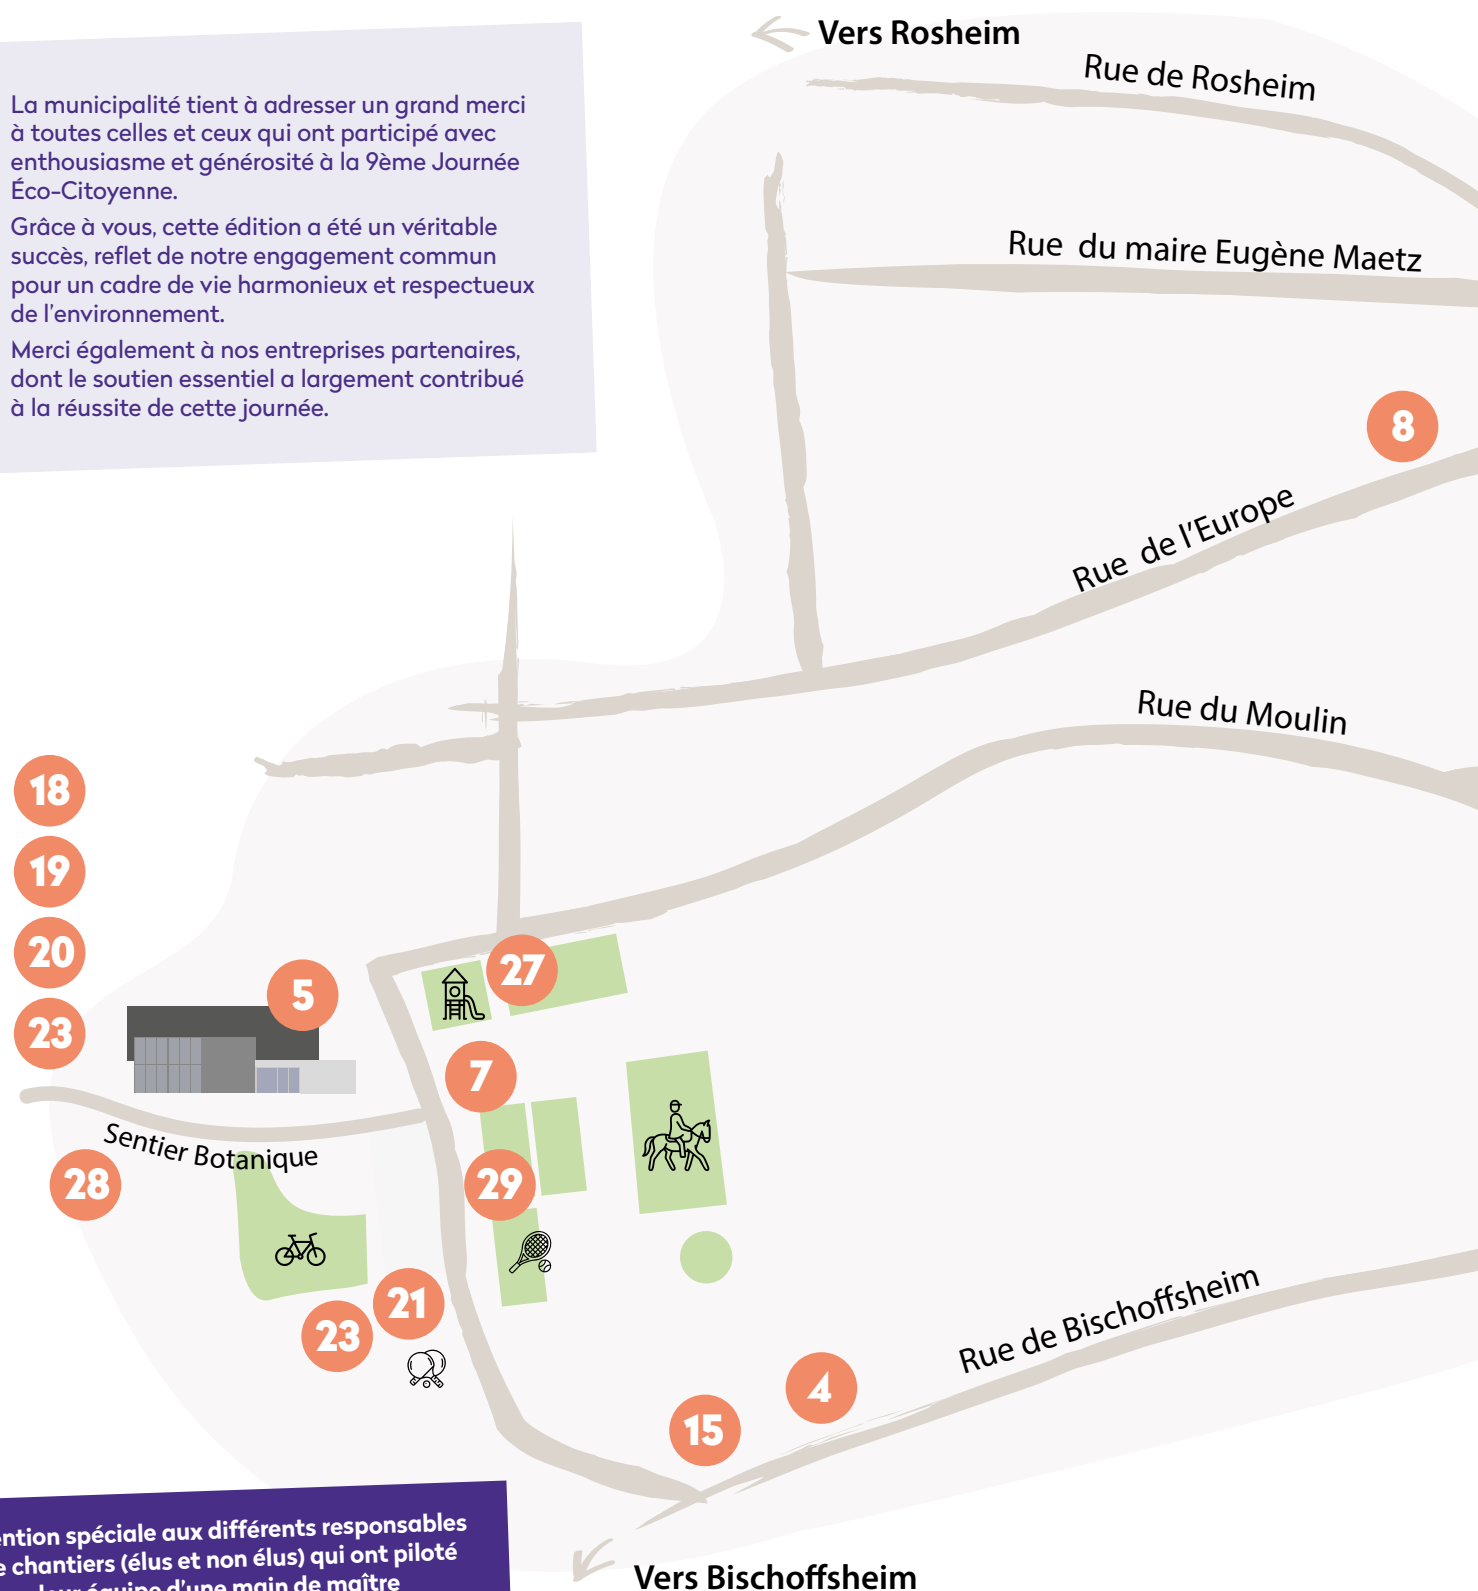 Vers Rosheim
Rue de Rosheim
La municipalité tient à adresser un grand merci
à toutes celles et ceux qui ont participé avec
enthousiasme et générosité à la 9ème Journée
Éco-Citoyenne.
Grâce à vous, cette édition a été un véritable
succès, reflet de notre engagement commun
pour un cadre de vie harmonieux et respectueux
de l'environnement.
Merci également à nos entreprises partenaires,
dont le soutien essentiel a largement contribué
à la réussite de cette journée.
Rue du maire Eugène Maetz
8
Rue de l'Europe
Rue du Moulin
18
19
20
23
5
27
7
Sentier Botanique
28
29
21
23
4
15
Rue de Bischoffsheim
spéciale aux différents responsables
chantiers (élus et non élus) qui ont piloté
équipe d'une main de maître
Vers Bischoffsheim